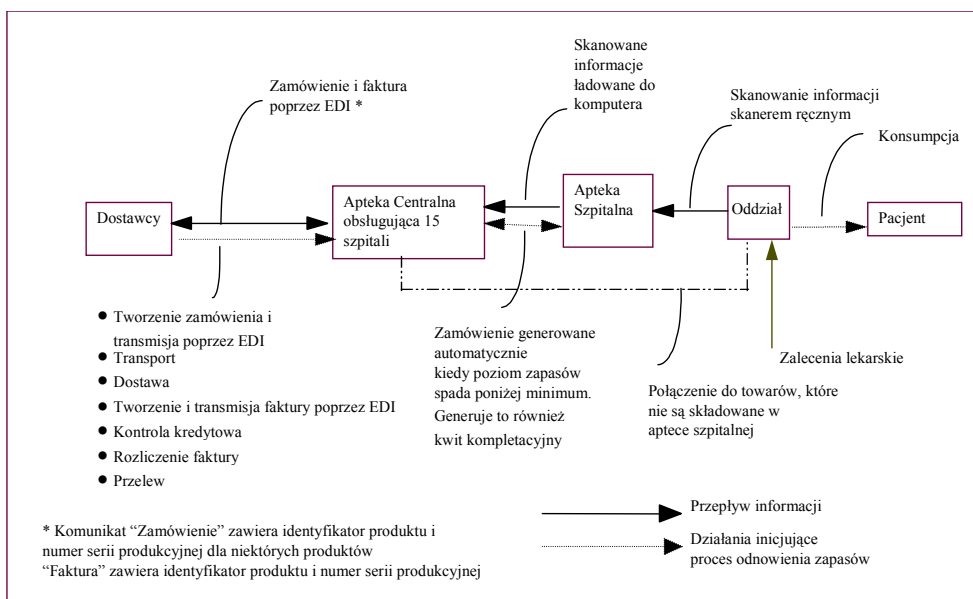 Zamówienie i faktura
poprzez EDI *
Skanowane
informacje
ładowane do
komputera
Skanowanie informacji
skanerem ręcznym
Konsumpcja
Dostawcy
Apteka Centralna
obsługująca 15
szpitali
Apteka
Szpitalna
Oddział
Pacjent
● Tworzenie zamówienia i
transmisja poprzez EDI
● Transport
● Dostawa
● Tworzenie i transmisja faktury poprzez EDI
● Kontrola kredytowa
● Rozliczenie faktury
● Przelew
Zamówienie generowane
automatycznie
kiedy poziom zapasów
spada poniżej minimum.
Generuje to również
kwit kompletacyjny
Zalecenia lekarskie
Połączenie do towarów, które
nie są składowane w
aptece szpitalnej
* Komunikat “Zamówienie” zawiera identyfikator produktu i
numer serii produkcyjnej dla niektórych produktów
“Faktura” zawiera identyfikator produktu i numer serii produkcyjnej
Przepływ informacji
Działania inicjujące
proces odnowienia zapasów